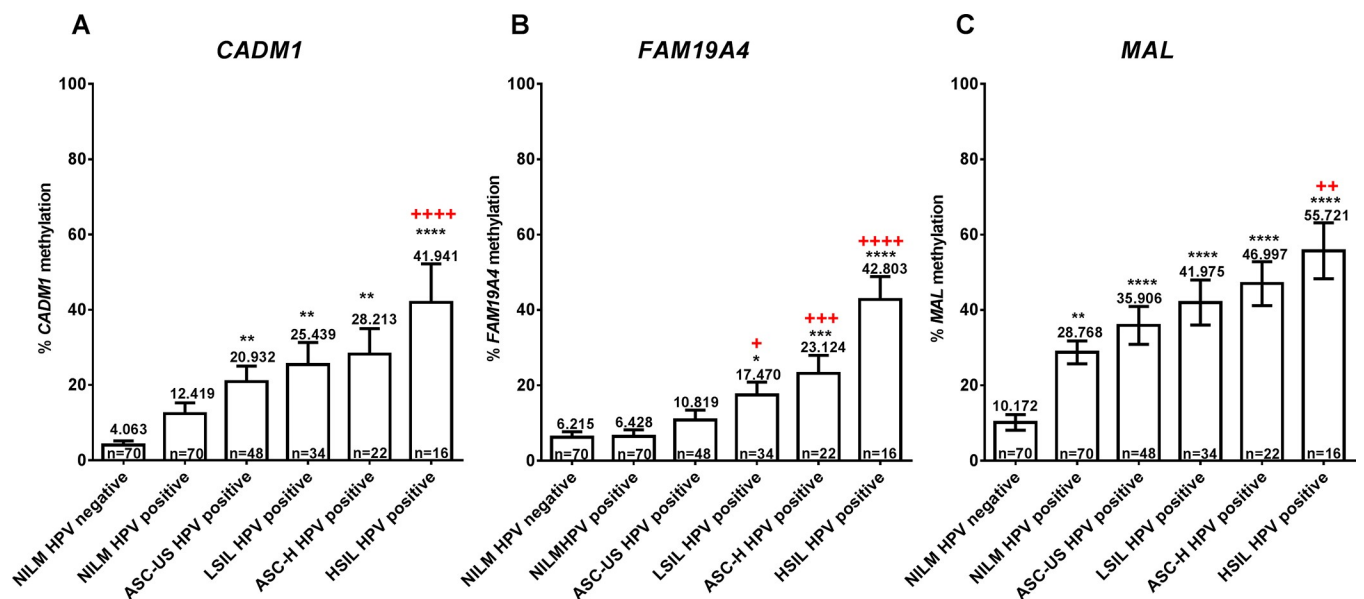 A
CADM1
% CADM1 methylation
100
80
60
40
20
0
4.063
n=70
12.419
n=70
**
20.932
n=48
**
25.439
n=34
**
28.213
n=22
++++
****
41.941
n=16
NILM HPV negative
NILM HPV positive
ASC-US HPV positive
LSIL HPV positive
ASC-H HPV positive
HSIL HPV positive
B
FAM19A4
% FAM19A4 methylation
100
80
60
40
20
0
6.215
n=70
6.428
n=70
10.819
n=48
+
*
17.470
n=34
+++
***
23.124
n=22
++++
****
42.803
n=16
NILM HPV negative
NILMHPV positive
ASC-US HPV positive
LSIL HPV positive
ASC-H HPV positive
HSIL HPV positive
C
MAL
% MAL methylation
100
80
60
40
20
0
10.172
n=70
**
28.768
n=70
****
35.906
n=48
****
41.975
n=34
****
46.997
n=22
++
****
55.721
n=16
NILM HPV negative
NILM HPV positive
ASC-US HPV positive
LSIL HPV positive
ASC-H HPV positive
HSIL HPV positive